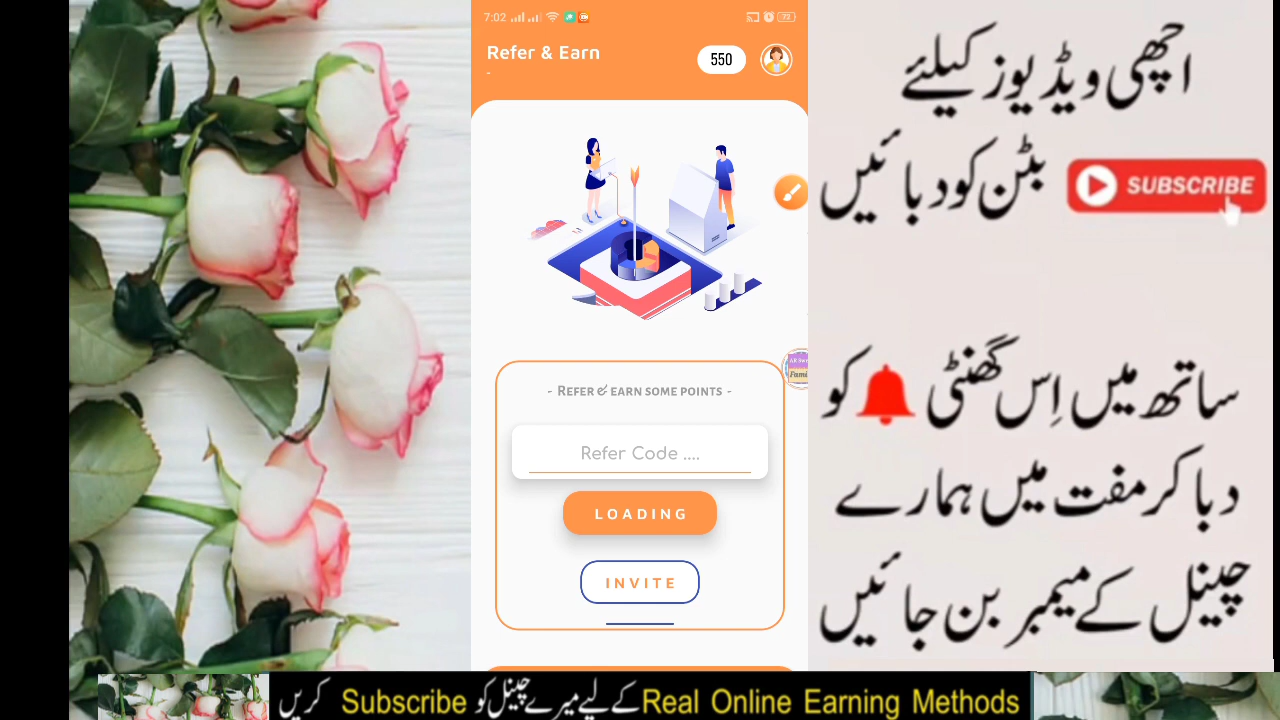 7:02
73
Refer & Earn
-
550
- Refer & earn some points -
Refer Code ....
LOADING
INVITE
اچھی ویڈیوز کیلئے
بٹن کو دبائیں SUBSCRIBE
ساتھ میں اِس گھنٹی کو
دبا کر مفت میں ہمارے
چینل کے میمبر بن جائیں
Real Online Earning Methods کے لیے میرے چینل کو Subscribe کریں